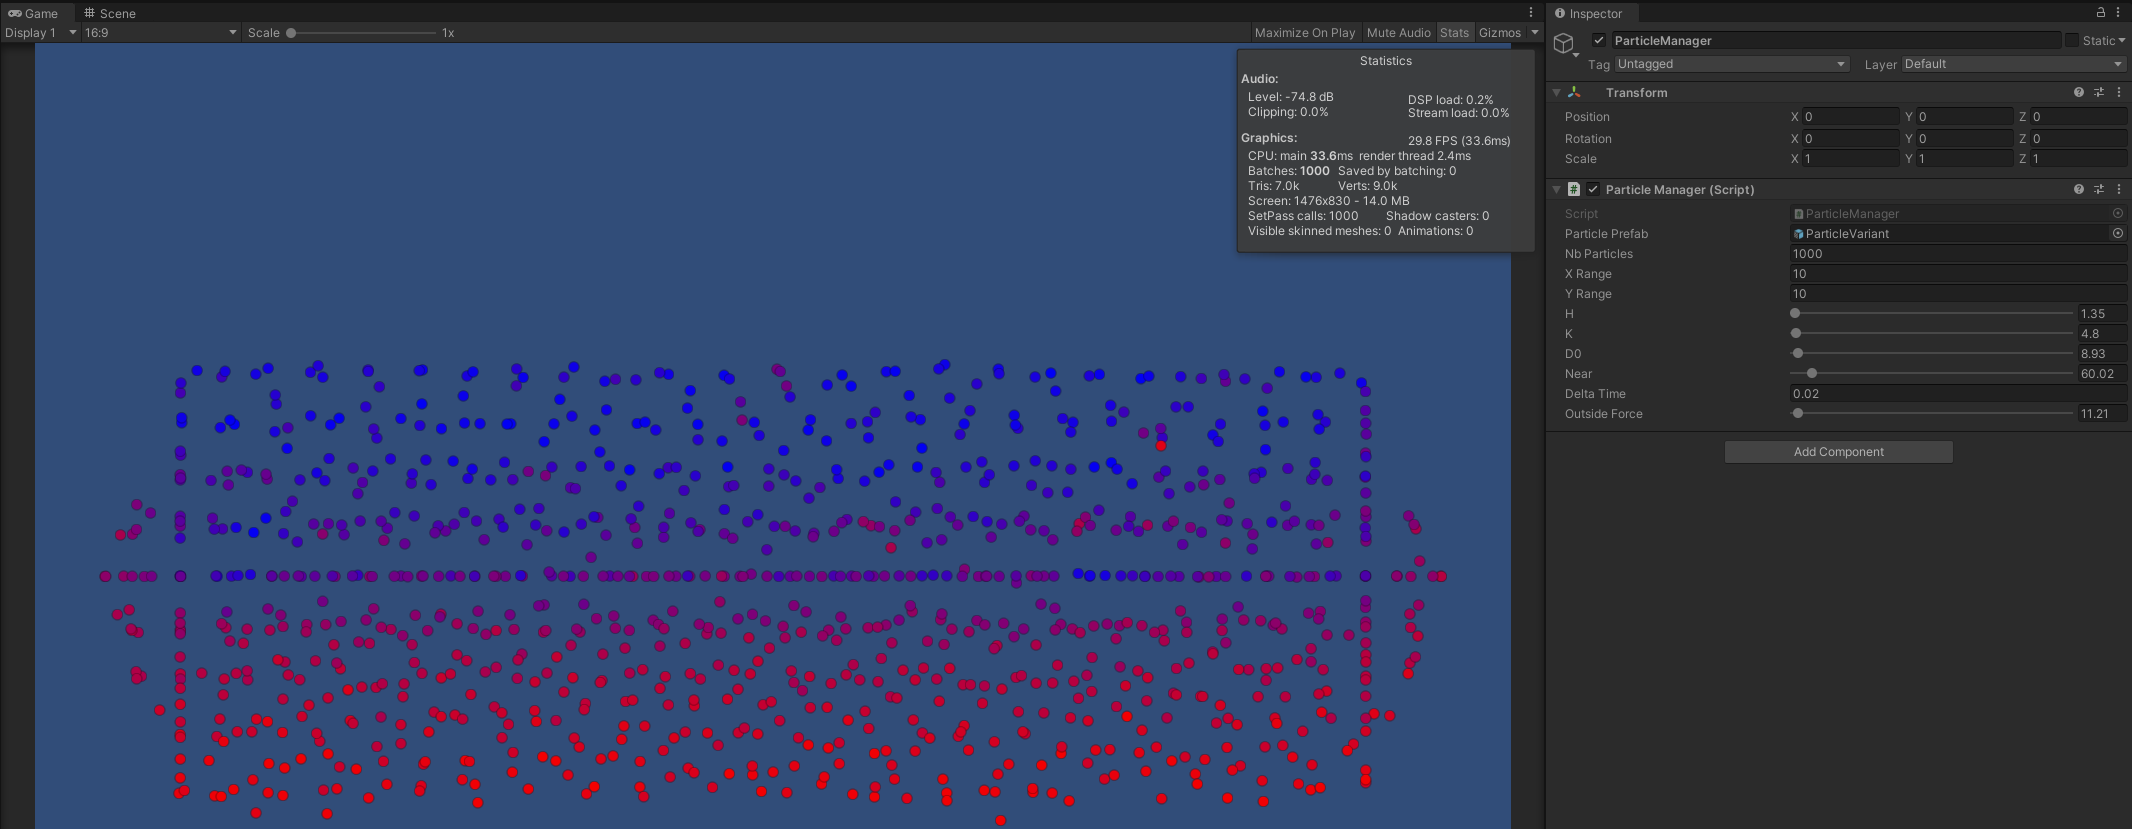 Game Scene
Display 1 16:9 Scale 1x Maximize On Play Mute Audio Stats Gizmos
Statistics
Audio:
Level: -74.8 dB DSP load: 0.2%
Clipping: 0.0% Stream load: 0.0%
Graphics: 29.8 FPS (33.6ms)
CPU: main 33.6ms render thread 2.4ms
Batches: 1000 Saved by batching: 0
Tris: 7.0k Verts: 9.0k
Screen: 1476x830 - 14.0 MB
SetPass calls: 1000 Shadow casters: 0
Visible skinned meshes: 0 Animations: 0
Inspector
ParticleManager Static
Tag Untagged Layer Default
Transform
Position X 0 Y 0 Z 0
Rotation X 0 Y 0 Z 0
Scale X 1 Y 1 Z 1
# Particle Manager (Script)
Script ParticleManager
Particle Prefab ParticleVariant
Nb Particles 1000
X Range 10
Y Range 10
H 1.35
K 4.8
D0 8.93
Near 60.02
Delta Time 0.02
Outside Force 11.21
Add Component